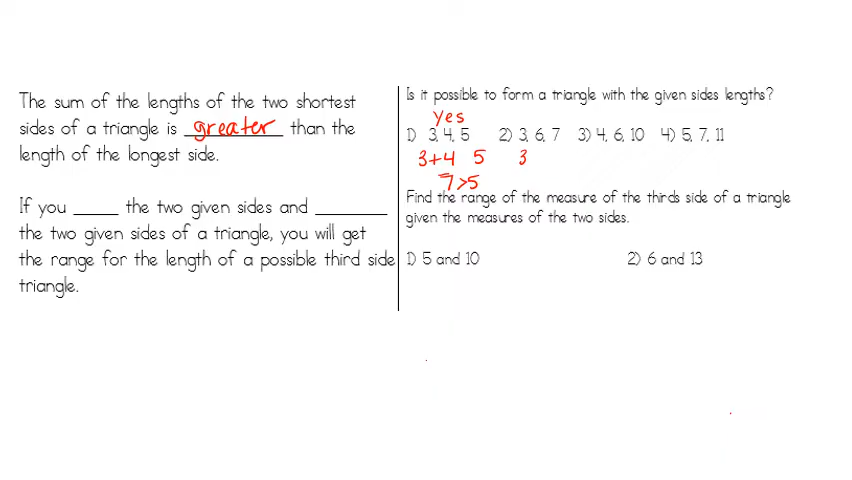 The sum of the lengths of the two shortest
sides of a triangle is greater than the
length of the longest side.
If you _____ the two given sides and ________
the two given sides of a triangle, you will get
the range for the length of a possible third side
triangle.
Is it possible to form a triangle with the given sides lengths?
yes
1) 3, 4, 5 2) 3, 6, 7 3) 4, 6, 10 4) 5, 7, 11
3+4 5 3
=7>5
Find the range of the measure of the thirds side of a triangle
given the measures of the two sides.
1) 5 and 10 2) 6 and 13